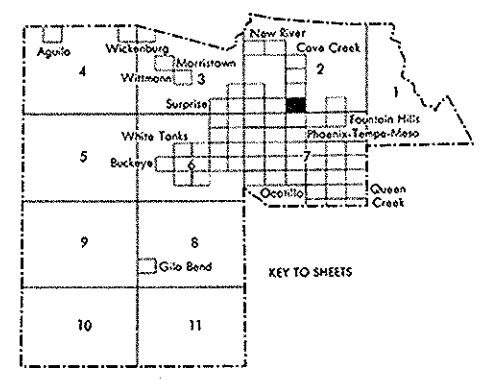 New River
Aguila
Wickenburg
Cave Creek
4
Morristown
2
Wittmann
3
1
Surprise
Fountain Hills
White Tanks
Phoenix-Tempe-Mesa
5
Buckeye
6
7
Ocotillo
Queen
Creek
9
8
Gila Bend
KEY TO SHEETS
10
11